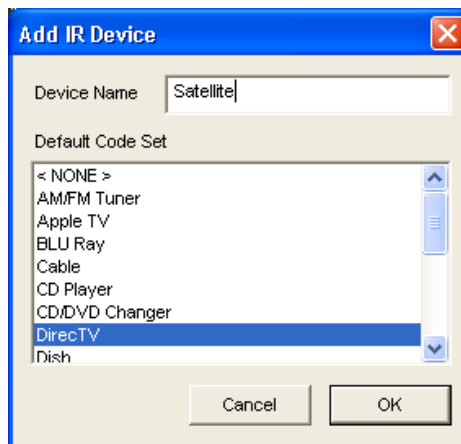 Add IR Device
Device Name
Satellite
Default Code Set
< NONE >
AM/FM Tuner
Apple TV
BLU Ray
Cable
CD Player
CD/DVD Changer
DirecTV
Dish
Cancel
OK